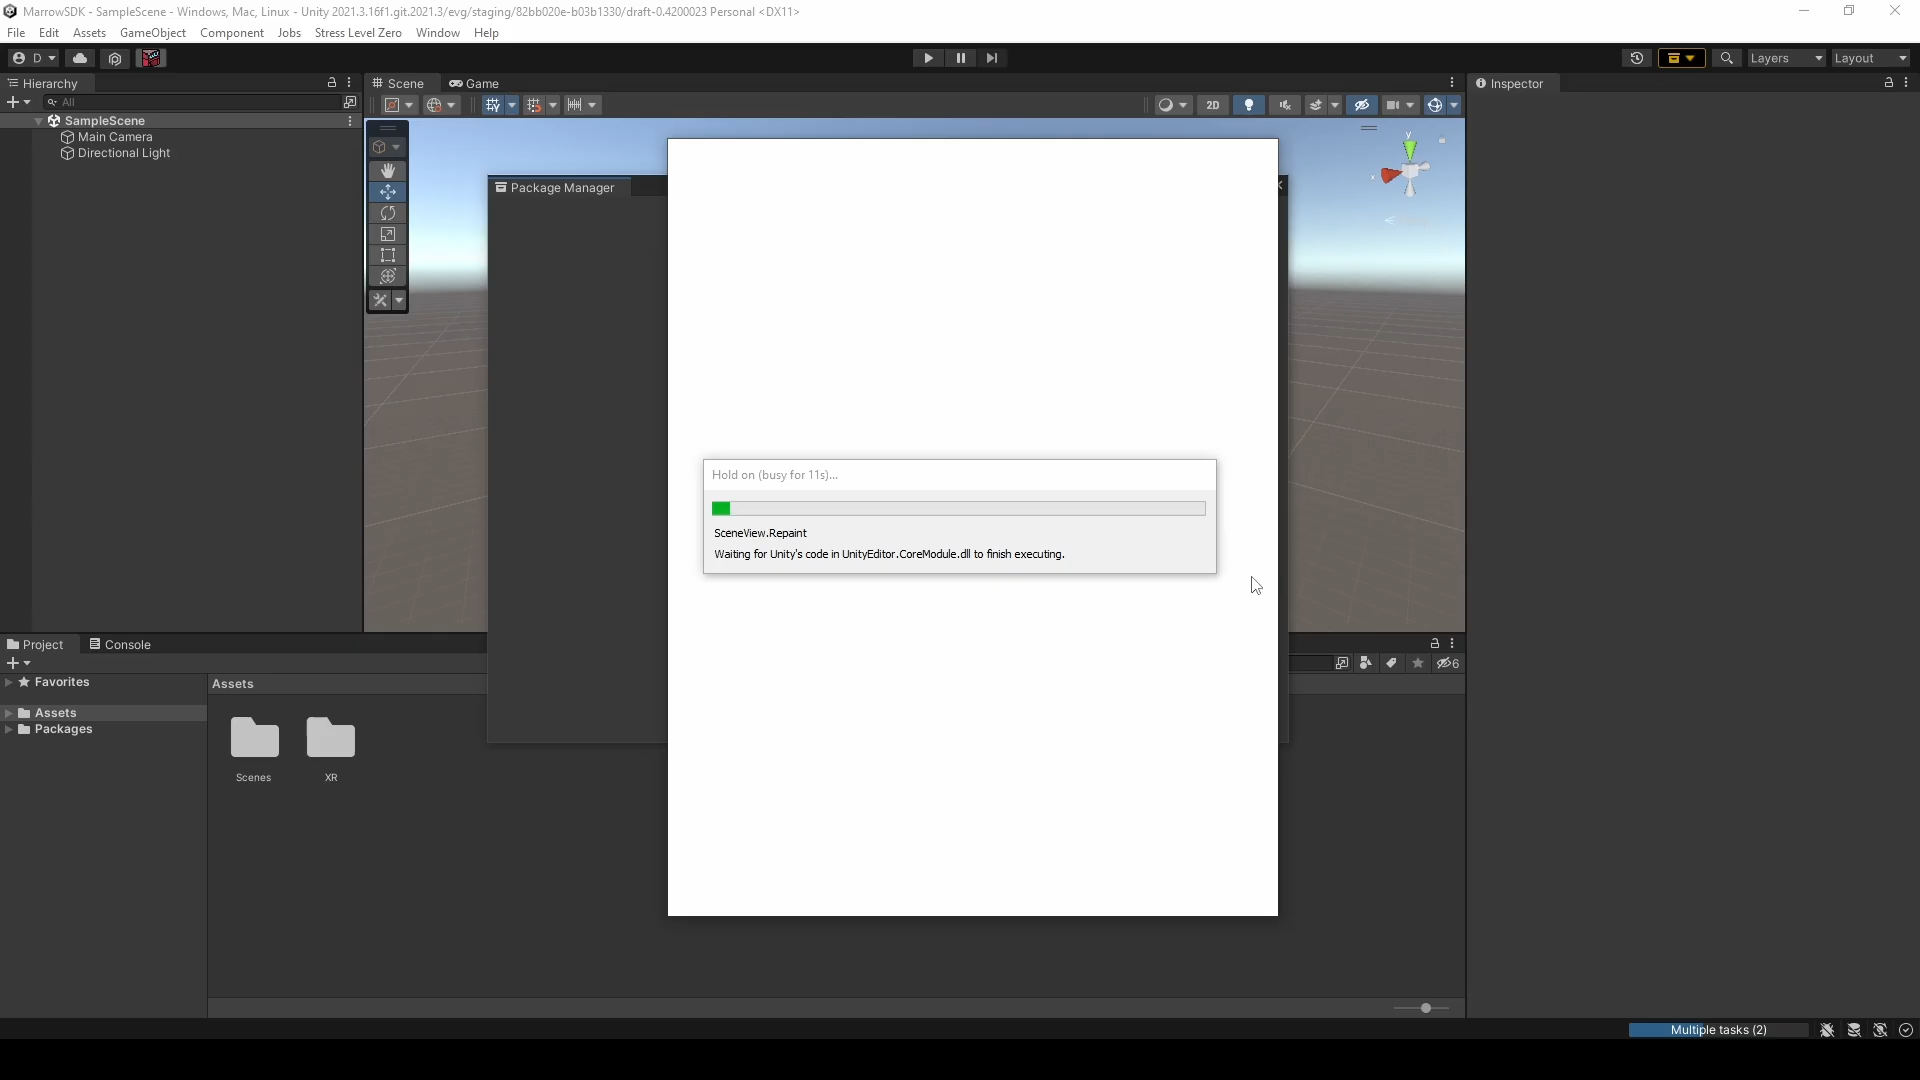 MarrowSDK - SampleScene - Windows, Mac, Linux - Unity 2021.3.16f1.git.2021.3/evg/staging/82bb020e-b03b1330/draft-0.4200023 Personal <DX11>
File Edit Assets GameObject Component Jobs Stress Level Zero Window Help
D Layers Layout
Hierarchy Scene Game Inspector
All 2D
SampleScene
Main Camera
Directional Light
y
x
Package Manager
Hold on (busy for 11s)...
SceneView.Repaint
Waiting for Unity's code in UnityEditor.CoreModule.dll to finish executing.
Project Console
6
Favorites
Assets
Assets
Packages
Scenes XR
Multiple tasks (2)